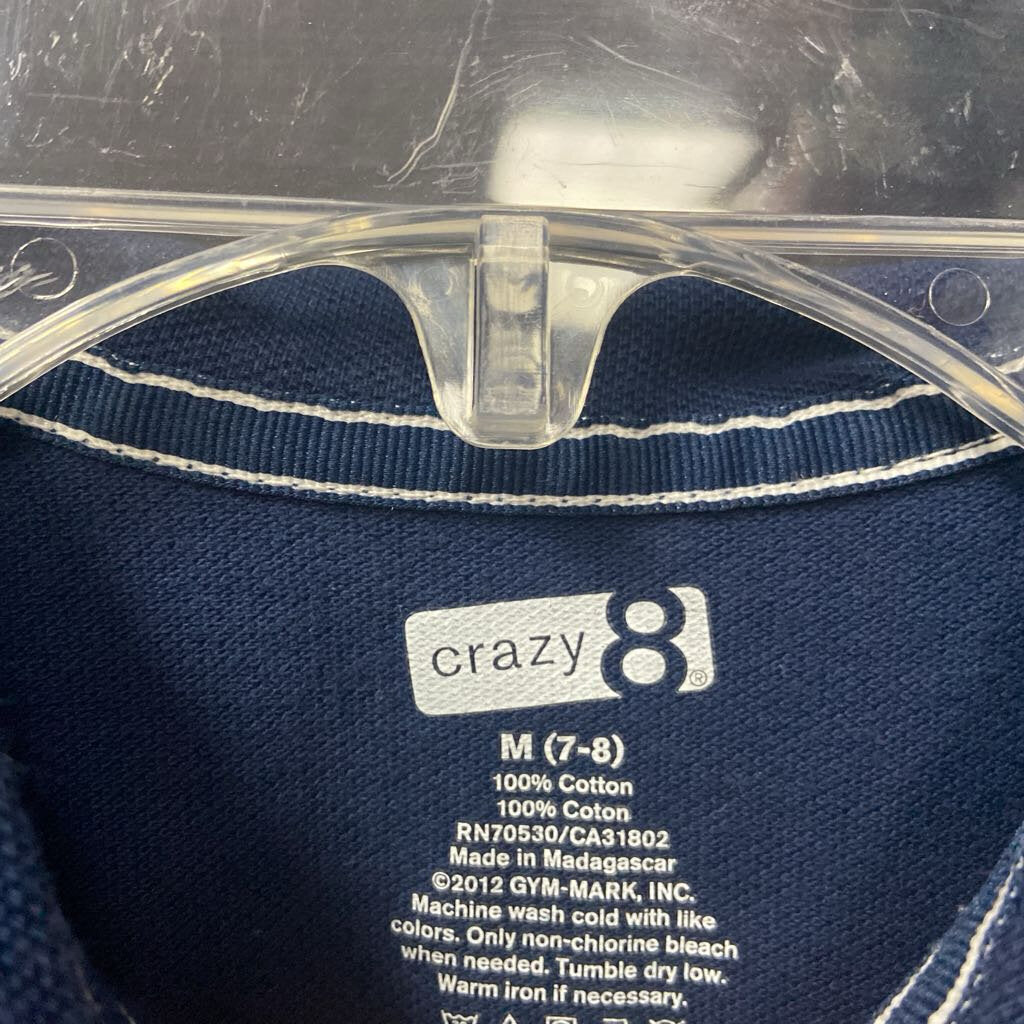 crazy 8®
M (7-8)
100% Cotton
100% Coton
RN70530/CA31802
Made in Madagascar
©2012 GYM-MARK, INC.
Machine wash cold with like
colors. Only non-chlorine bleach
when needed. Tumble dry low.
Warm iron if necessary.